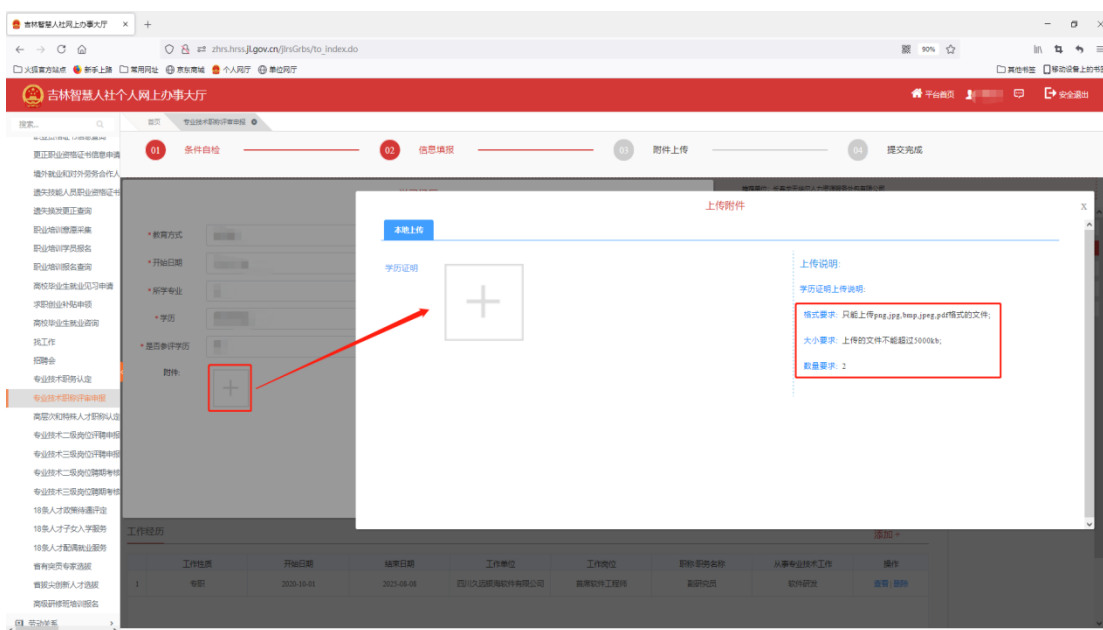 吉林智慧人社网上办事大厅 × +
zhrs.hrss.jl.gov.cn/jlrsGrbs/to_index.do 90%
火狐官方站点 新手上路 常用网址 京东商城 个人网厅 单位网厅 其他书签 移动设备上的书签
吉林智慧人社个人网上办事大厅 平台首页 安全退出
搜索... 首页 专业技术职称评审申报
01 条件自检 02 信息填报 03 附件上传 04 提交完成
更正职业资格证书信息申请
境外就业和对外劳务合作人
遗失技能人员职业资格证书
遗失换发更正查询
职业培训意愿采集
职业培训学员报名
职业培训报名查询
高校毕业生就业见习申请
求职创业补贴申领
高校毕业生就业咨询
找工作
招聘会
专业技术职务认定
专业技术职称评审申报
高层次和特殊人才职称认定
专业技术二级岗位评聘申报
专业技术三级岗位评聘申报
专业技术二级岗位聘期考核
专业技术三级岗位聘期考核
18条人才政策待遇评定
18条人才子女入学服务
18条人才配偶就业服务
省有突贡专家选拔
省拔尖创新人才选拔
高级研修班培训报名
劳动关系 >
* 教育方式
* 开始日期
* 所学专业
* 学历
* 是否参评学历
附件:
上传附件 x
本地上传
学历证明
上传说明:
学历证明上传说明:
格式要求: 只能上传png,jpg,bmp,jpeg,pdf格式的文件;
大小要求: 上传的文件不能超过5000kb;
数量要求: 2
工作经历 添加 +
工作性质 开始日期 结束日期 工作单位 工作岗位 职称/职务名称 从事专业技术工作 操作
1 专职 2020-10-01 2023-08-08 四川久远银海软件有限公司 高级软件工程师 副研究员 软件研发 查看 | 删除